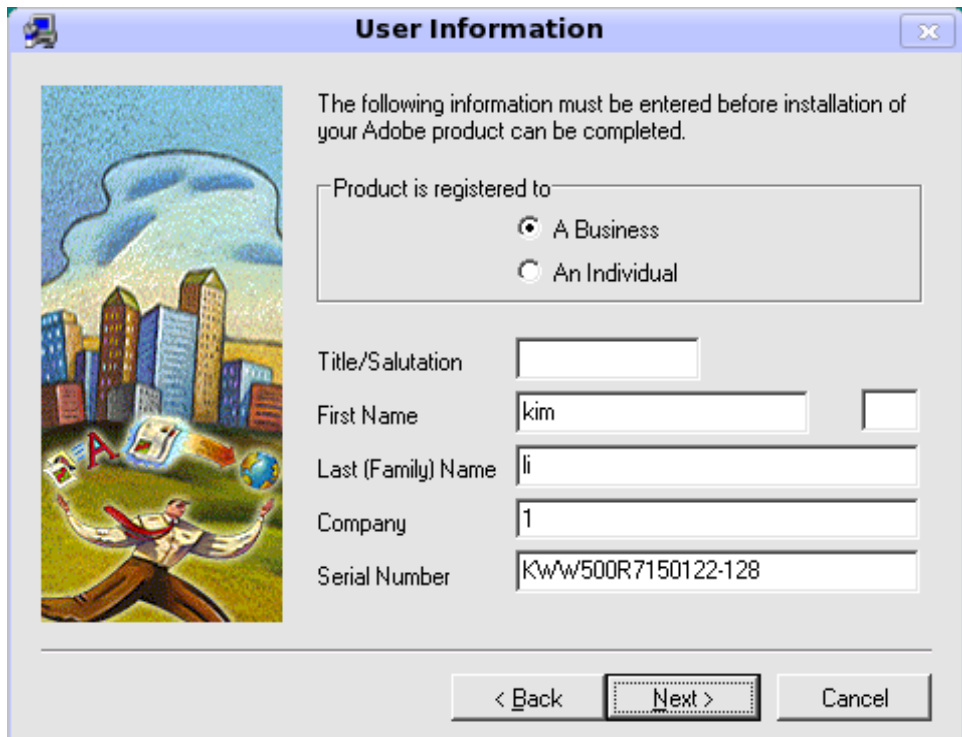 User Information
The following information must be entered before installation of
your Adobe product can be completed.
Product is registered to
A Business
An Individual
Title/Salutation
First Name kim
Last (Family) Name li
Company 1
Serial Number KWW500R7150122-128
A
< Back Next > Cancel